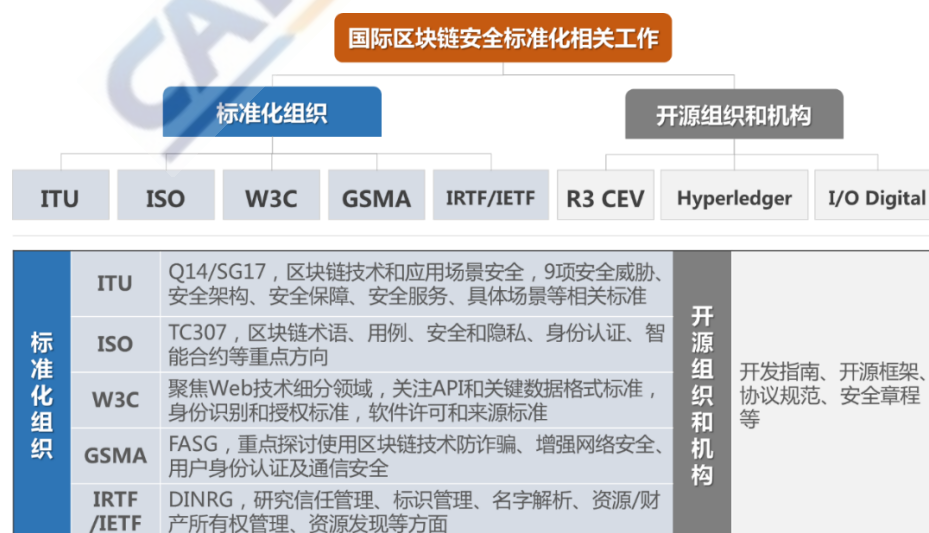 国际区块链安全标准化相关工作
标准化组织
开源组织和机构
ITU
ISO
W3C
GSMA
IRTF/IETF
R3 CEV
Hyperledger
I/O Digital
标准化组织
ITU
Q14/SG17，区块链技术和应用场景安全，9项安全威胁、
安全架构、安全保障、安全服务、具体场景等相关标准
ISO
TC307，区块链术语、用例、安全和隐私、身份认证、智
能合约等重点方向
W3C
聚焦Web技术细分领域，关注API和关键数据格式标准，
身份识别和授权标准，软件许可和来源标准
GSMA
FASG，重点探讨使用区块链技术防诈骗、增强网络安全、
用户身份认证及通信安全
IRTF
/IETF
DINRG，研究信任管理、标识管理、名字解析、资源/财
产所有权管理、资源发现等方面
开源组织和机构
开发指南、开源框架、
协议规范、安全章程
等